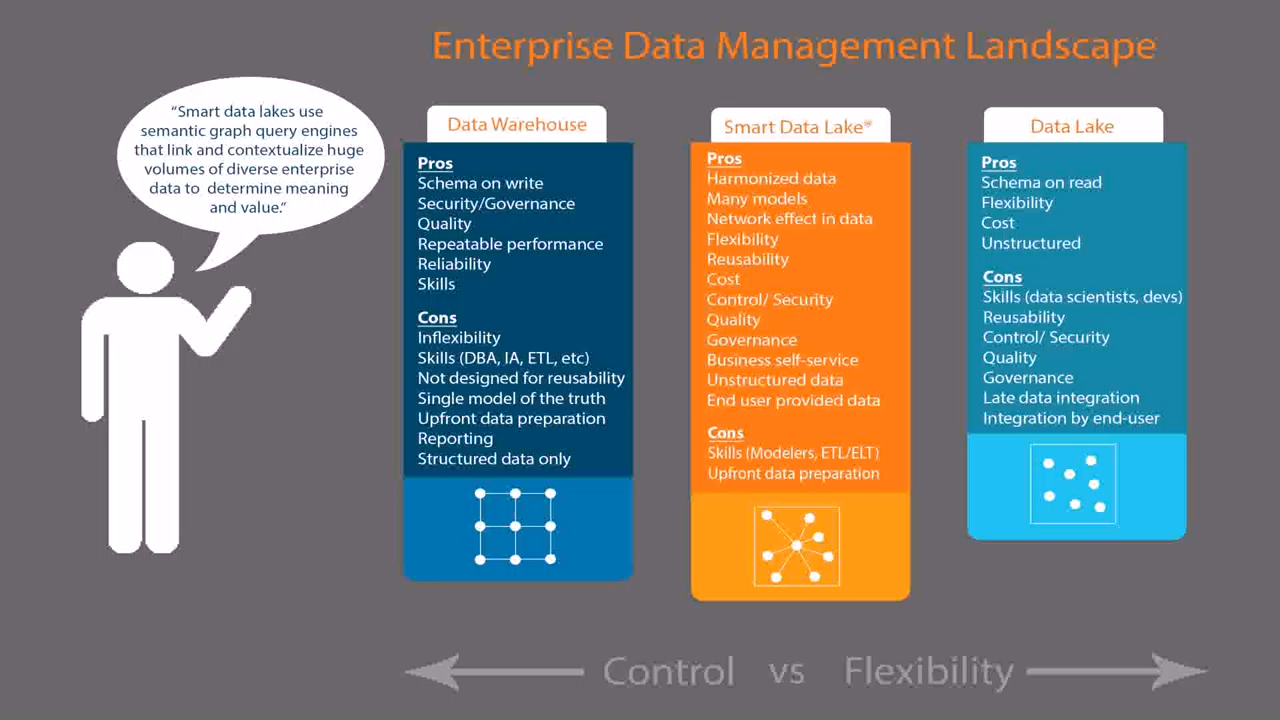 Enterprise Data Management Landscape
“Smart data lakes use
semantic graph query engines
that link and contextualize huge
volumes of diverse enterprise
data to determine meaning
and value.”
Data Warehouse
Pros
Schema on write
Security/Governance
Quality
Repeatable performance
Reliability
Skills
Cons
Inflexibility
Skills (DBA, IA, ETL, etc)
Not designed for reusability
Single model of the truth
Upfront data preparation
Reporting
Structured data only
Smart Data Lake*
Pros
Harmonized data
Many models
Network effect in data
Flexibility
Reusability
Cost
Control/ Security
Quality
Governance
Business self-service
Unstructured data
End user provided data
Cons
Skills (Modelers, ETL/ELT)
Upfront data preparation
Data Lake
Pros
Schema on read
Flexibility
Cost
Unstructured
Cons
Skills (data scientists, devs)
Reusability
Control/ Security
Quality
Governance
Late data integration
Integration by end-user
Control vs Flexibility